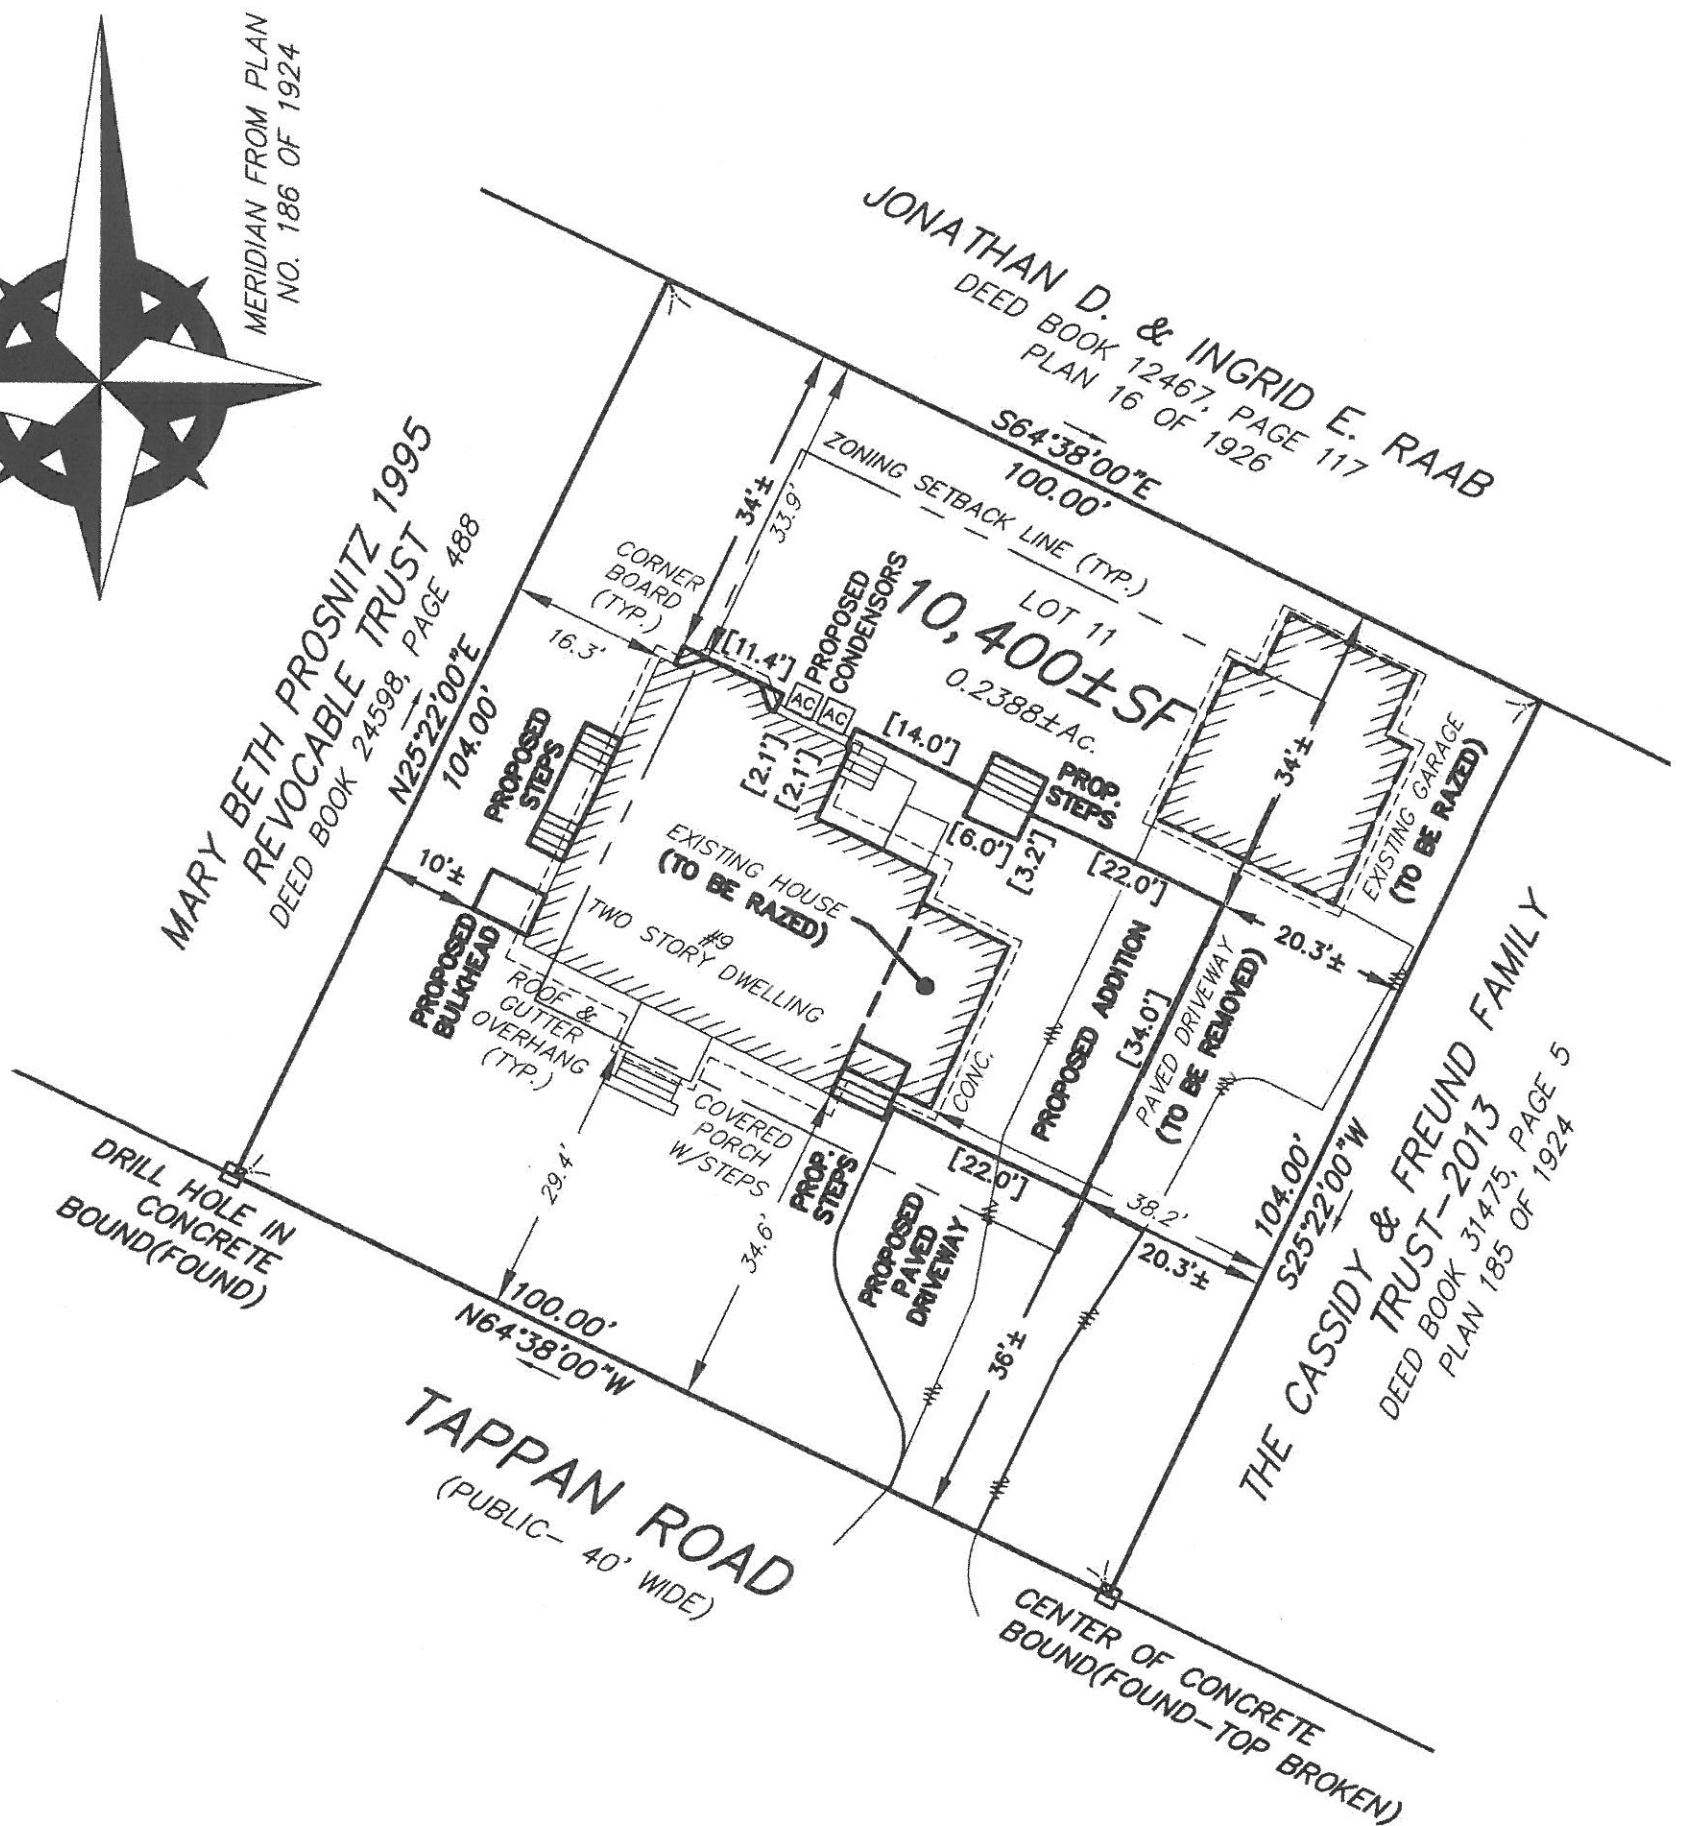 MERIDIAN FROM PLAN
NO. 186 OF 1924
JONATHAN D. & INGRID E. RAAB
DEED BOOK 12467, PAGE 117
PLAN 16 OF 1926
S64°38'00"E
100.00'
MARY BETH PROSNITZ 1995
REVOCABLE TRUST
DEED BOOK 24598, PAGE 488
N25°22'00"E
104.00'
34'±
33.9'
ZONING SETBACK LINE (TYP.)
CORNER
BOARD
(TYP.)
16.3'
[11.4']
PROPOSED
CONDENSORS
AC
AC
LOT 11
10,400±SF
0.2388±Ac.
[14.0']
[2.1']
[2.1']
PROP.
STEPS
[6.0']
[3.2']
[22.0']
34'±
EXISTING GARAGE
(TO BE RAZED)
PROPOSED
STEPS
10'±
PROPOSED
BULKHEAD
EXISTING HOUSE
(TO BE RAZED)
#9
TWO STORY DWELLING
ROOF &
GUTTER
OVERHANG
(TYP.)
20.3'±
PROPOSED ADDITION
[34.0']
PAVED DRIVEWAY
(TO BE REMOVED)
CONC.
COVERED
PORCH
W/STEPS
29.4'
34.6'
PROP.
STEPS
[22.0']
38.2'
20.3'±
PROPOSED
PAVED
DRIVEWAY
36'±
104.00'
S25°22'00"W
THE CASSIDY & FREUND FAMILY
TRUST-2013
DEED BOOK 31475, PAGE 5
PLAN 185 OF 1924
DRILL HOLE IN
CONCRETE
BOUND(FOUND)
100.00'
N64°38'00"W
TAPPAN ROAD
(PUBLIC- 40' WIDE)
CENTER OF CONCRETE
BOUND(FOUND-TOP BROKEN)